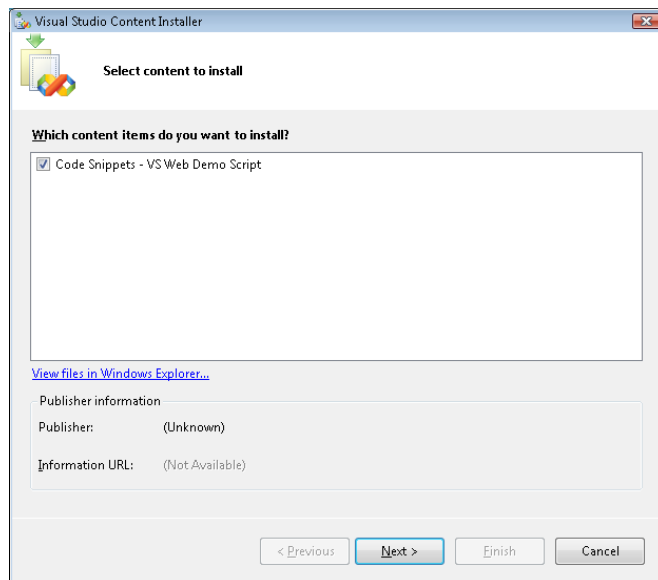 Visual Studio Content Installer
Select content to install
Which content items do you want to install?
Code Snippets - VS Web Demo Script
View files in Windows Explorer...
Publisher information
Publisher: (Unknown)
Information URL: (Not Available)
< Previous Next > Finish Cancel